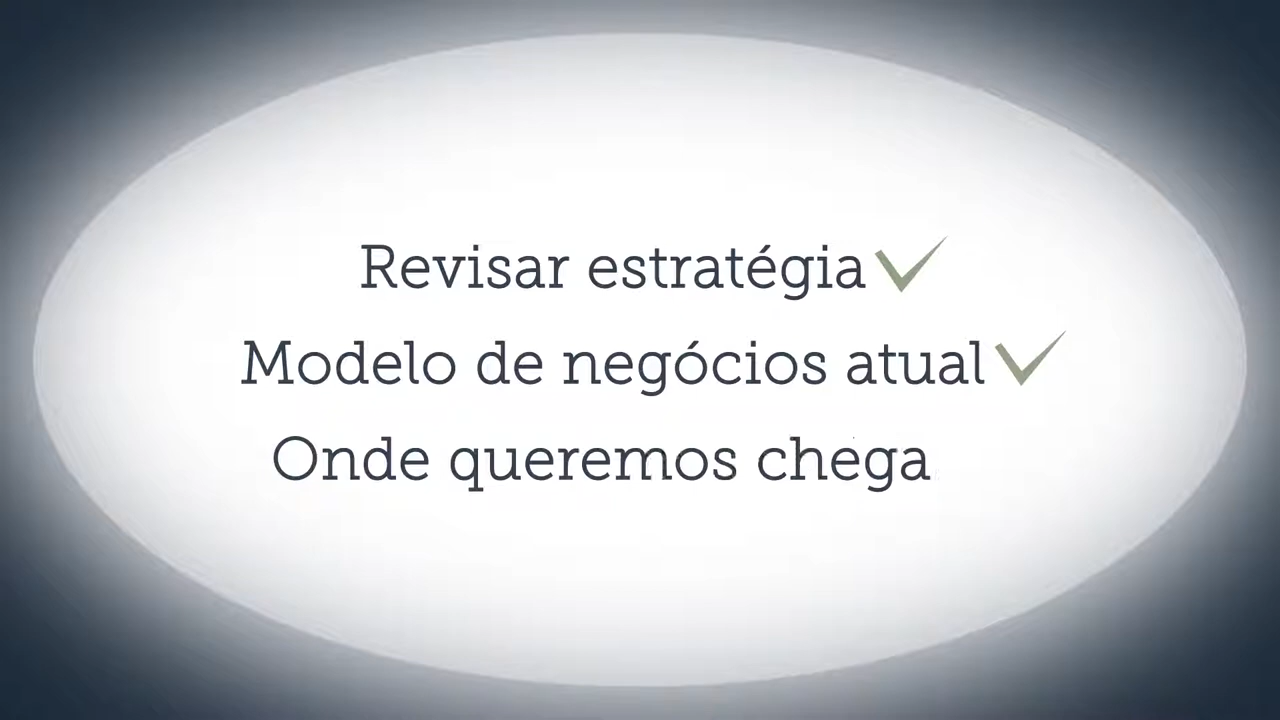 Revisar estratégia
Modelo de negócios atual
Onde queremos chega